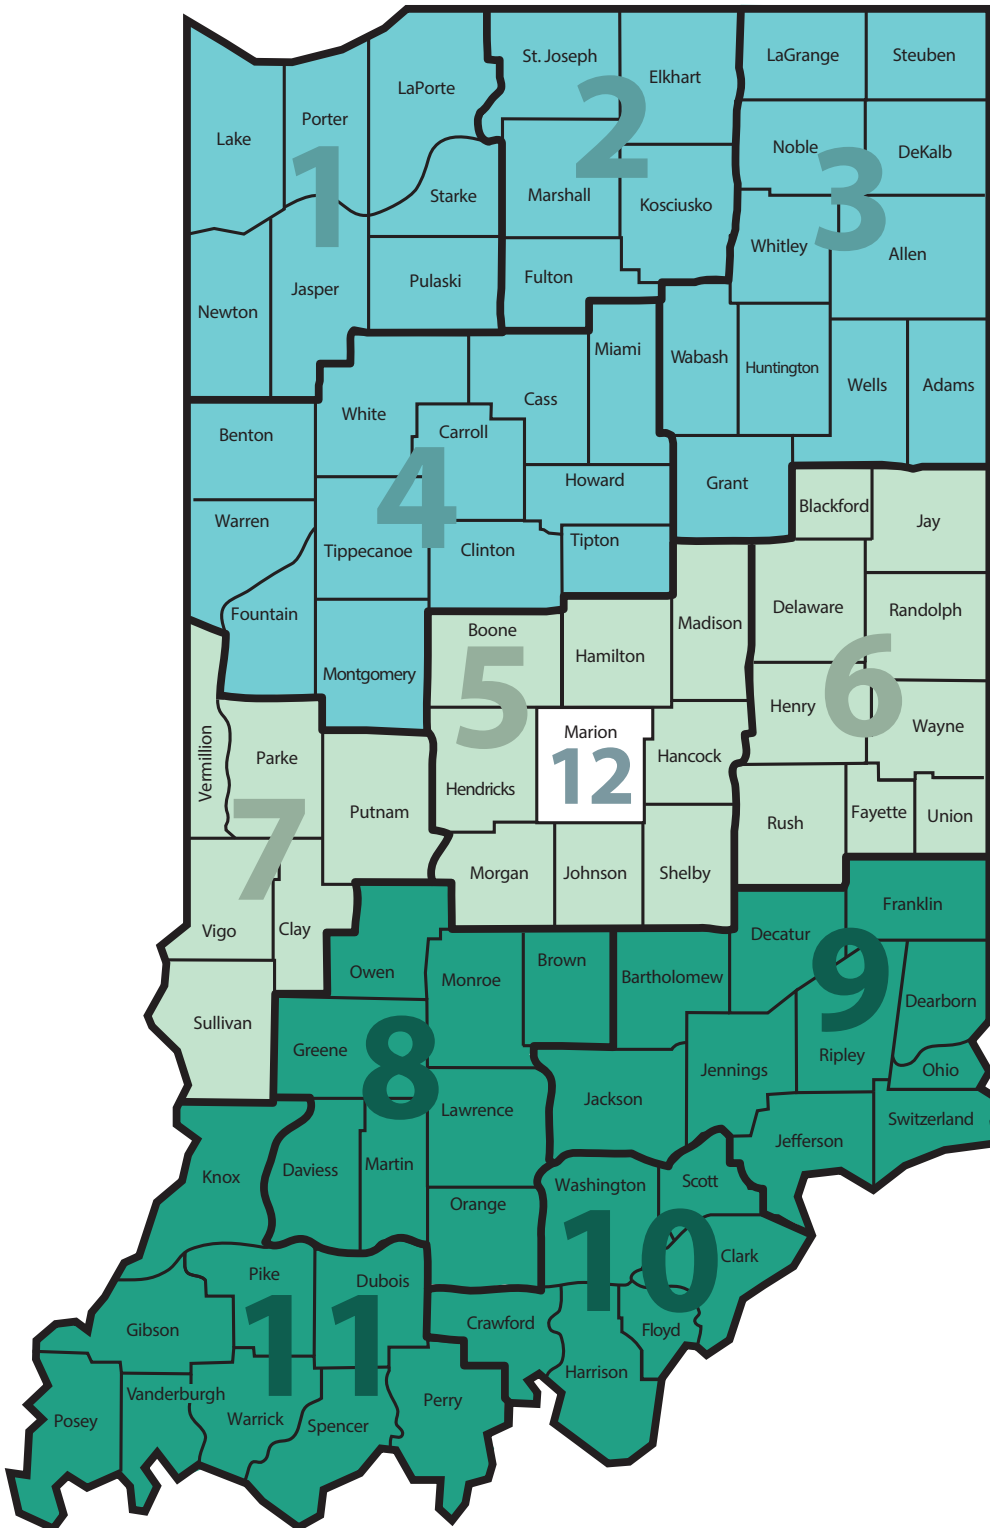 LaGrange
Steuben
St. Joseph
Elkhart
LaPorte
2
Porter
Lake
Noble
DeKalb
3
1
Marshall
Starke
Kosciusko
Whitley
Allen
Jasper
Pulaski
Fulton
Newton
Miami
Wabash
Huntington
Wells
Adams
Cass
White
Carroll
Benton
4
Howard
Grant
Blackford
Warren
Jay
Tippecanoe
Clinton
Tipton
Fountain
Delaware
Randolph
Boone
Madison
Hamilton
Montgomery
5
6
Henry
Wayne
Marion
12
Parke
Vermillion
Hancock
Hendricks
Putnam
7
Rush
Fayette
Union
Morgan
Johnson
Shelby
Franklin
Vigo
Clay
Decatur
Owen
Monroe
Brown
Bartholomew
9
Dearborn
Sullivan
Greene
8
Jennings
Ripley
Ohio
Lawrence
Jackson
Switzerland
Jefferson
Knox
Daviess
Martin
Washington
Scott
Orange
10
Clark
Pike
Dubois
Gibson
11
Crawford
Floyd
Harrison
Vanderburgh
Posey
Warrick
Spencer
Perry